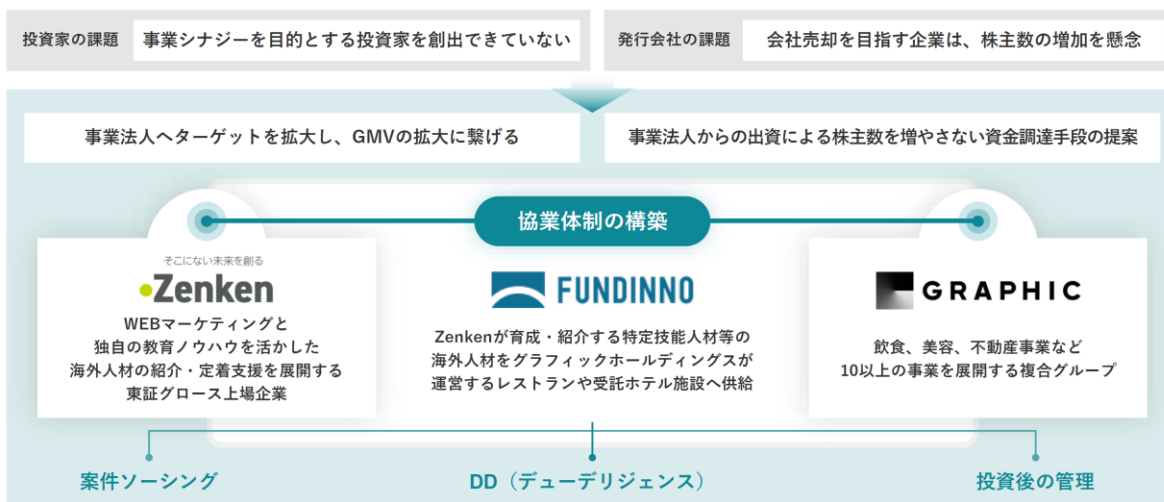 投資家の課題
事業シナジーを目的とする投資家を創出できていない
発行会社の課題
会社売却を目指す企業は、株主数の増加を懸念
事業法人へターゲットを拡大し、GMVの拡大に繋げる
事業法人からの出資による株主数を増やさない資金調達手段の提案
協業体制の構築
そこにない未来を創る
Zenken
WEBマーケティングと
独自の教育ノウハウを活かした
海外人材の紹介・定着支援を展開する
東証グロース上場企業
FUNDINNO
Zenkenが育成・紹介する特定技能人材等の
海外人材をグラフィックホールディングスが
運営するレストランや受託ホテル施設へ供給
GRAPHIC
飲食、美容、不動産事業など
10以上の事業を展開する複合グループ
案件ソーシング
DD（デューデリジェンス）
投資後の管理